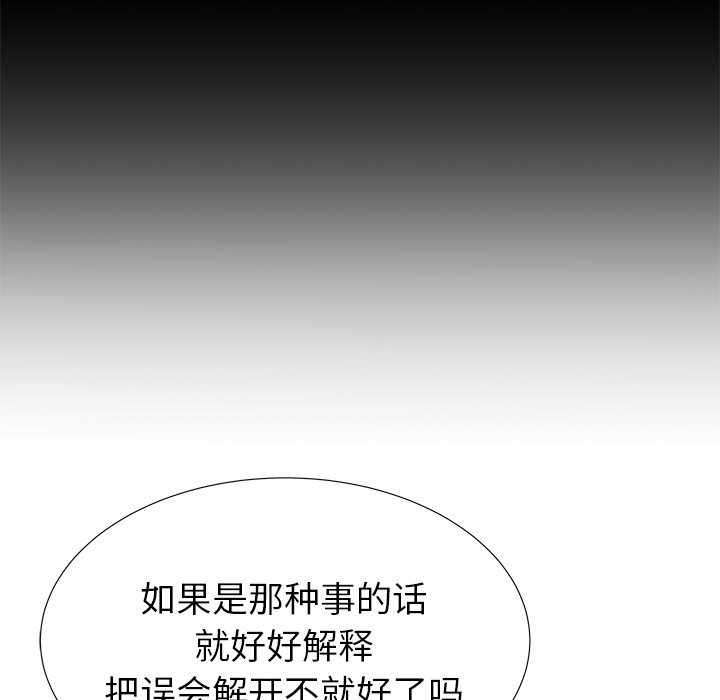 如果是那种事的话
就好好解释
把误会解开不就好了吗